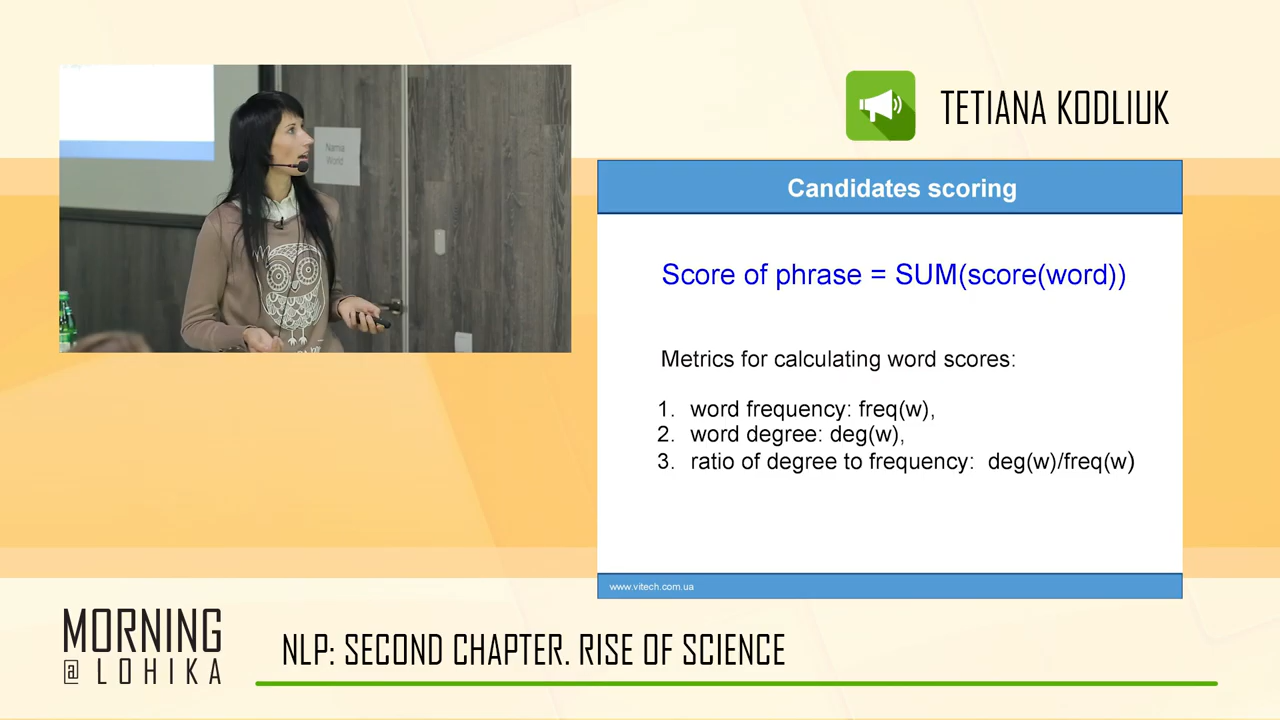 TETIANA KODLIUK
Narnia
World
Candidates scoring
Score of phrase = SUM(score(word))
Metrics for calculating word scores:
1. word frequency: freq(w),
2. word degree: deg(w),
3. ratio of degree to frequency: deg(w)/freq(w)
www.vitech.com.ua
MORNING
@ LOHIKA
NLP: SECOND CHAPTER. RISE OF SCIENCE